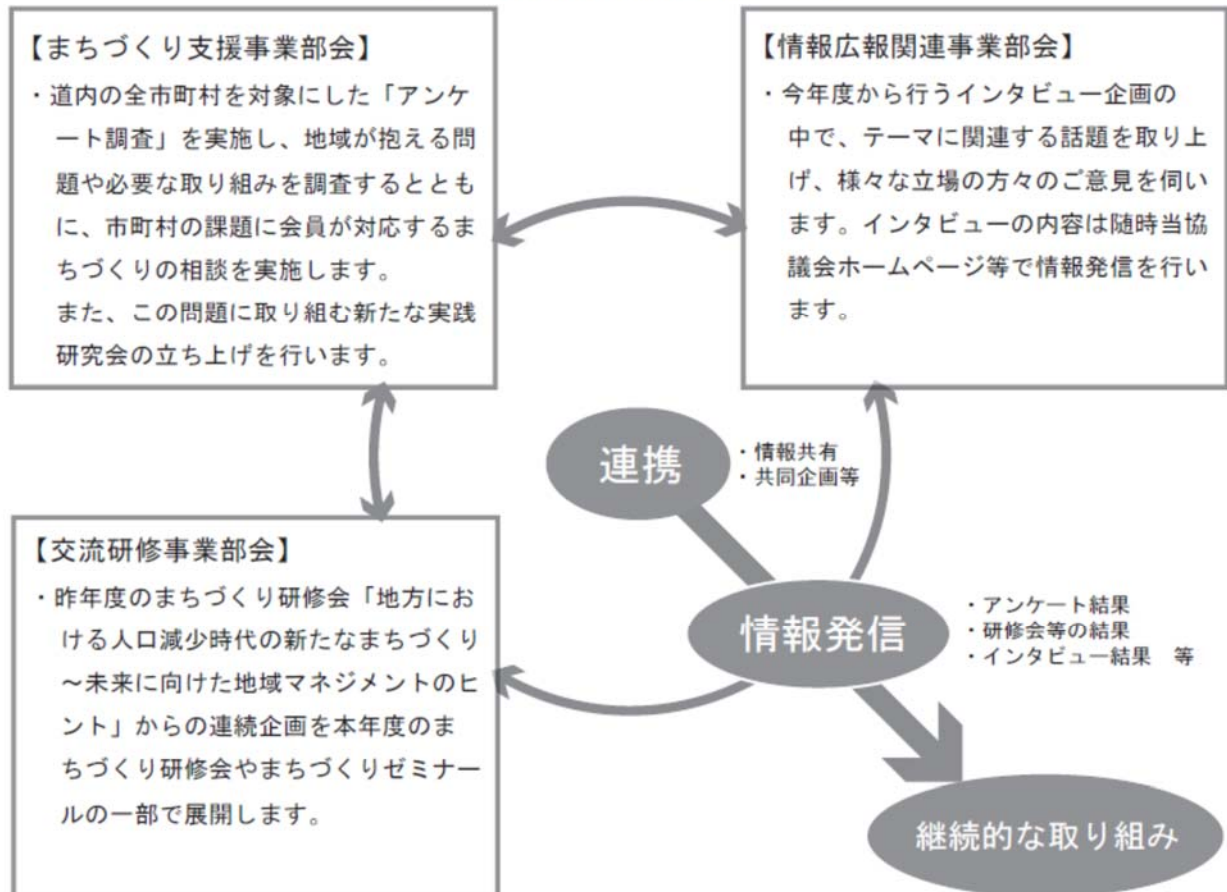 【まちづくり支援事業部会】
・道内の全市町村を対象にした「アンケ
ート調査」を実施し、地域が抱える問
題や必要な取り組みを調査するととも
に、市町村の課題に会員が対応するま
ちづくりの相談を実施します。
また、この問題に取り組む新たな実践
研究会の立ち上げを行います。
【情報広報関連事業部会】
・今年度から行うインタビュー企画の
中で、テーマに関連する話題を取り上
げ、様々な立場の方々のご意見を伺い
ます。インタビューの内容は随時当協
議会ホームページ等で情報発信を行い
ます。
連携
・情報共有
・共同企画等
【交流研修事業部会】
・昨年度のまちづくり研修会「地方にお
ける人口減少時代の新たなまちづくり
～未来に向けた地域マネジメントのヒ
ント」からの連続企画を本年度のま
ちづくり研修会やまちづくりゼミナー
ルの一部で展開します。
情報発信
・アンケート結果
・研修会等の結果
・インタビュー結果　等
継続的な取り組み